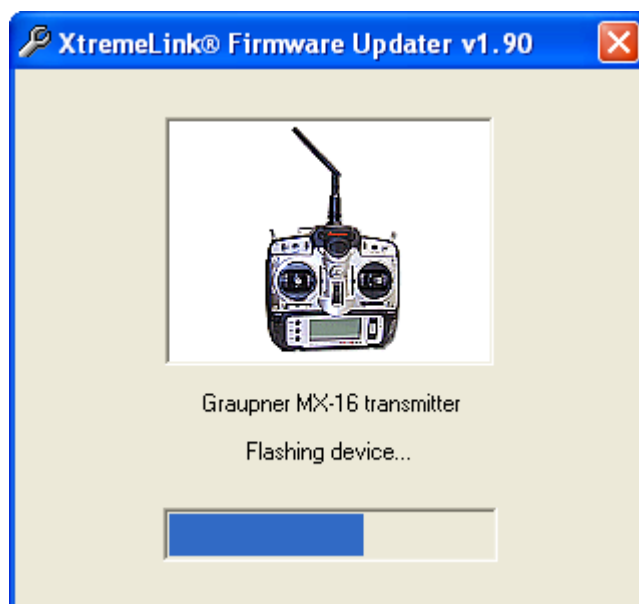 XtremeLink® Firmware Updater v1.90
Graupner MX-16 transmitter
Flashing device...